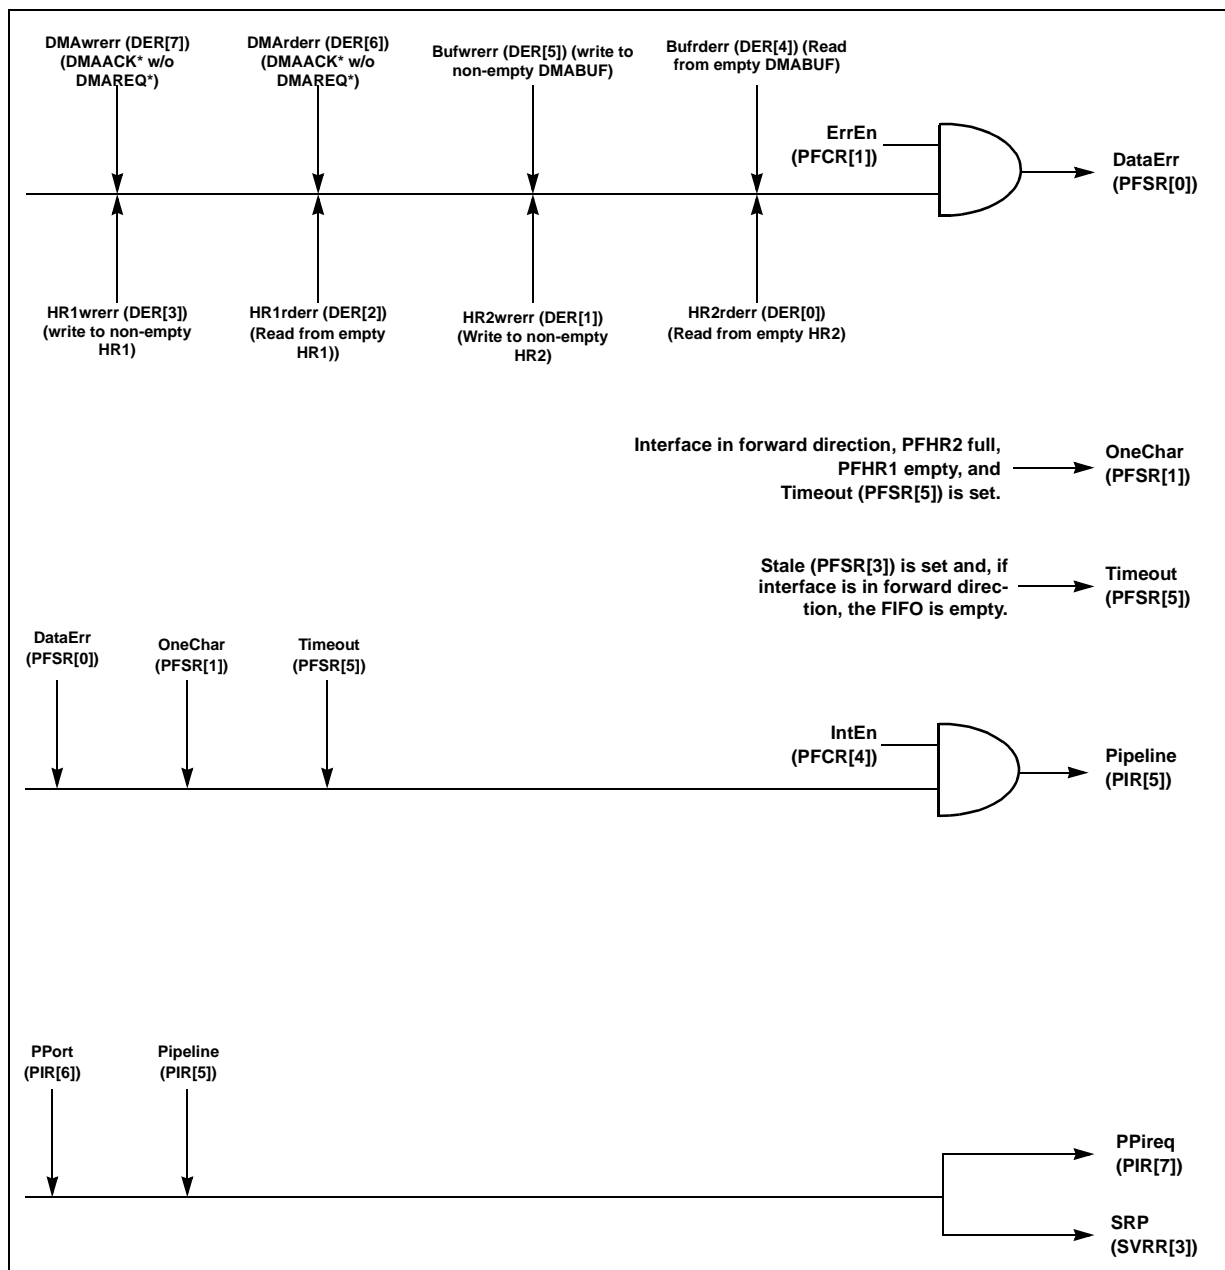 DMAwrerr (DER[7])
(DMAACK* w/o
DMAREQ*)
DMArderr (DER[6])
(DMAACK* w/o
DMAREQ*)
Bufwrerr (DER[5]) (write to
non-empty DMABUF)
Bufrderr (DER[4]) (Read
from empty DMABUF)
ErrEn
(PFCR[1])
DataErr
(PFSR[0])
HR1wrerr (DER[3])
(write to non-empty
HR1)
HR1rderr (DER[2])
(Read from empty
HR1))
HR2wrerr (DER[1])
(Write to non-empty
HR2)
HR2rderr (DER[0])
(Read from empty HR2)
Interface in forward direction, PFHR2 full,
PFHR1 empty, and
Timeout (PFSR[5]) is set.
OneChar
(PFSR[1])
Stale (PFSR[3]) is set and, if
interface is in forward direc-
tion, the FIFO is empty.
Timeout
(PFSR[5])
DataErr
(PFSR[0])
OneChar
(PFSR[1])
Timeout
(PFSR[5])
IntEn
(PFCR[4])
Pipeline
(PIR[5])
PPort
(PIR[6])
Pipeline
(PIR[5])
PPireq
(PIR[7])
SRP
(SVRR[3])